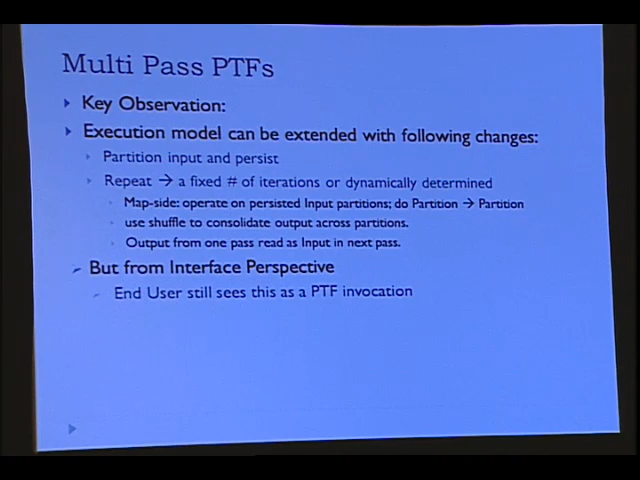 Multi Pass PTFs
Key Observation:
Execution model can be extended with following changes:
Partition input and persist
Repeat → a fixed # of iterations or dynamically determined
Map-side: operate on persisted Input partitions; do Partition → Partition
use shuffle to consolidate output across partitions.
Output from one pass read as Input in next pass.
But from Interface Perspective
End User still sees this as a PTF invocation